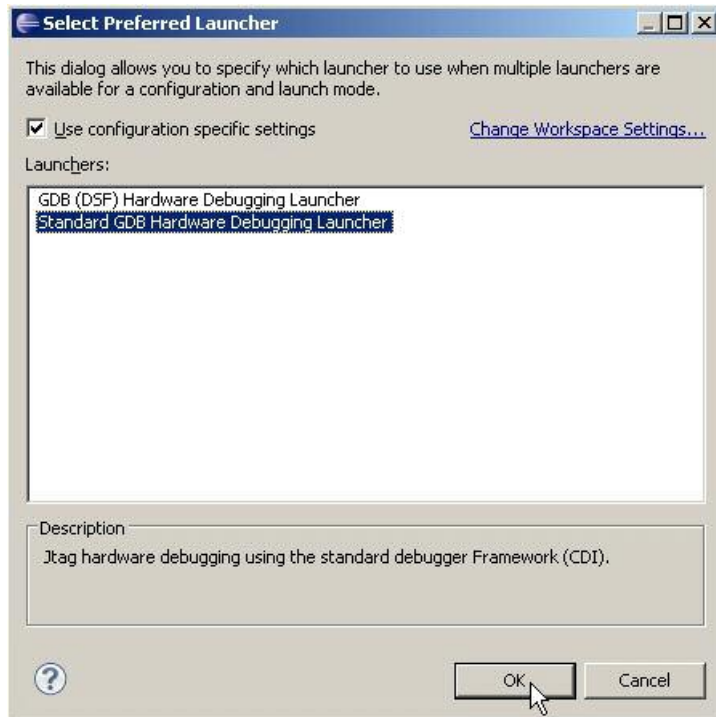 Select Preferred Launcher
This dialog allows you to specify which launcher to use when multiple launchers are
available for a configuration and launch mode.
Use configuration specific settings
Change Workspace Settings...
Launchers:
GDB (DSF) Hardware Debugging Launcher
Standard GDB Hardware Debugging Launcher
Description
Jtag hardware debugging using the standard debugger Framework (CDI).
?
OK
Cancel